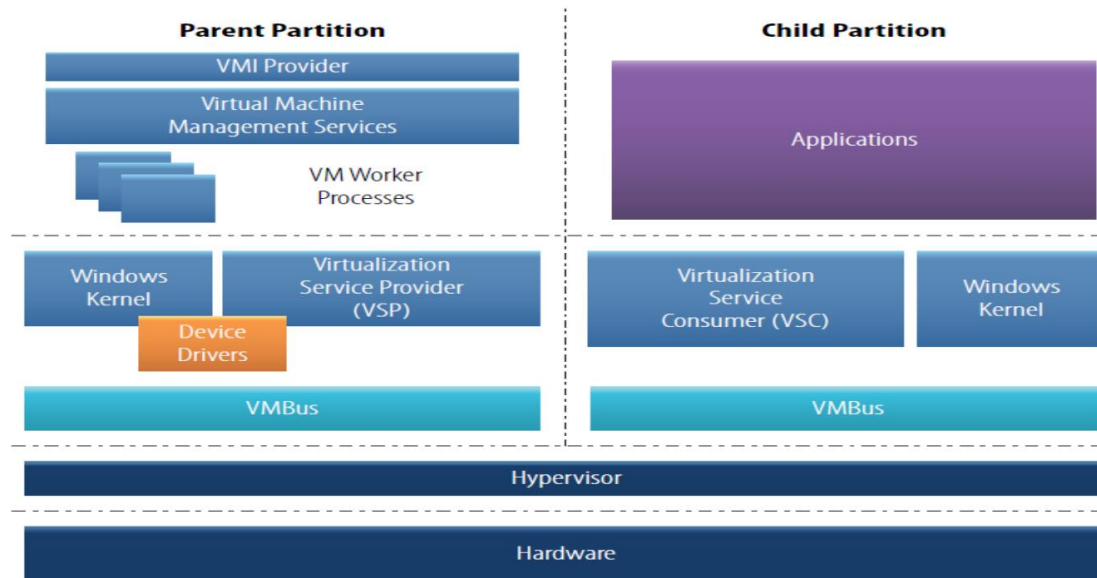 Parent Partition
Child Partition
VMI Provider
Virtual Machine
Management Services
VM Worker
Processes
Applications
Windows
Kernel
Virtualization
Service Provider
(VSP)
Device
Drivers
Virtualization
Service
Consumer (VSC)
Windows
Kernel
VMBus
VMBus
Hypervisor
Hardware